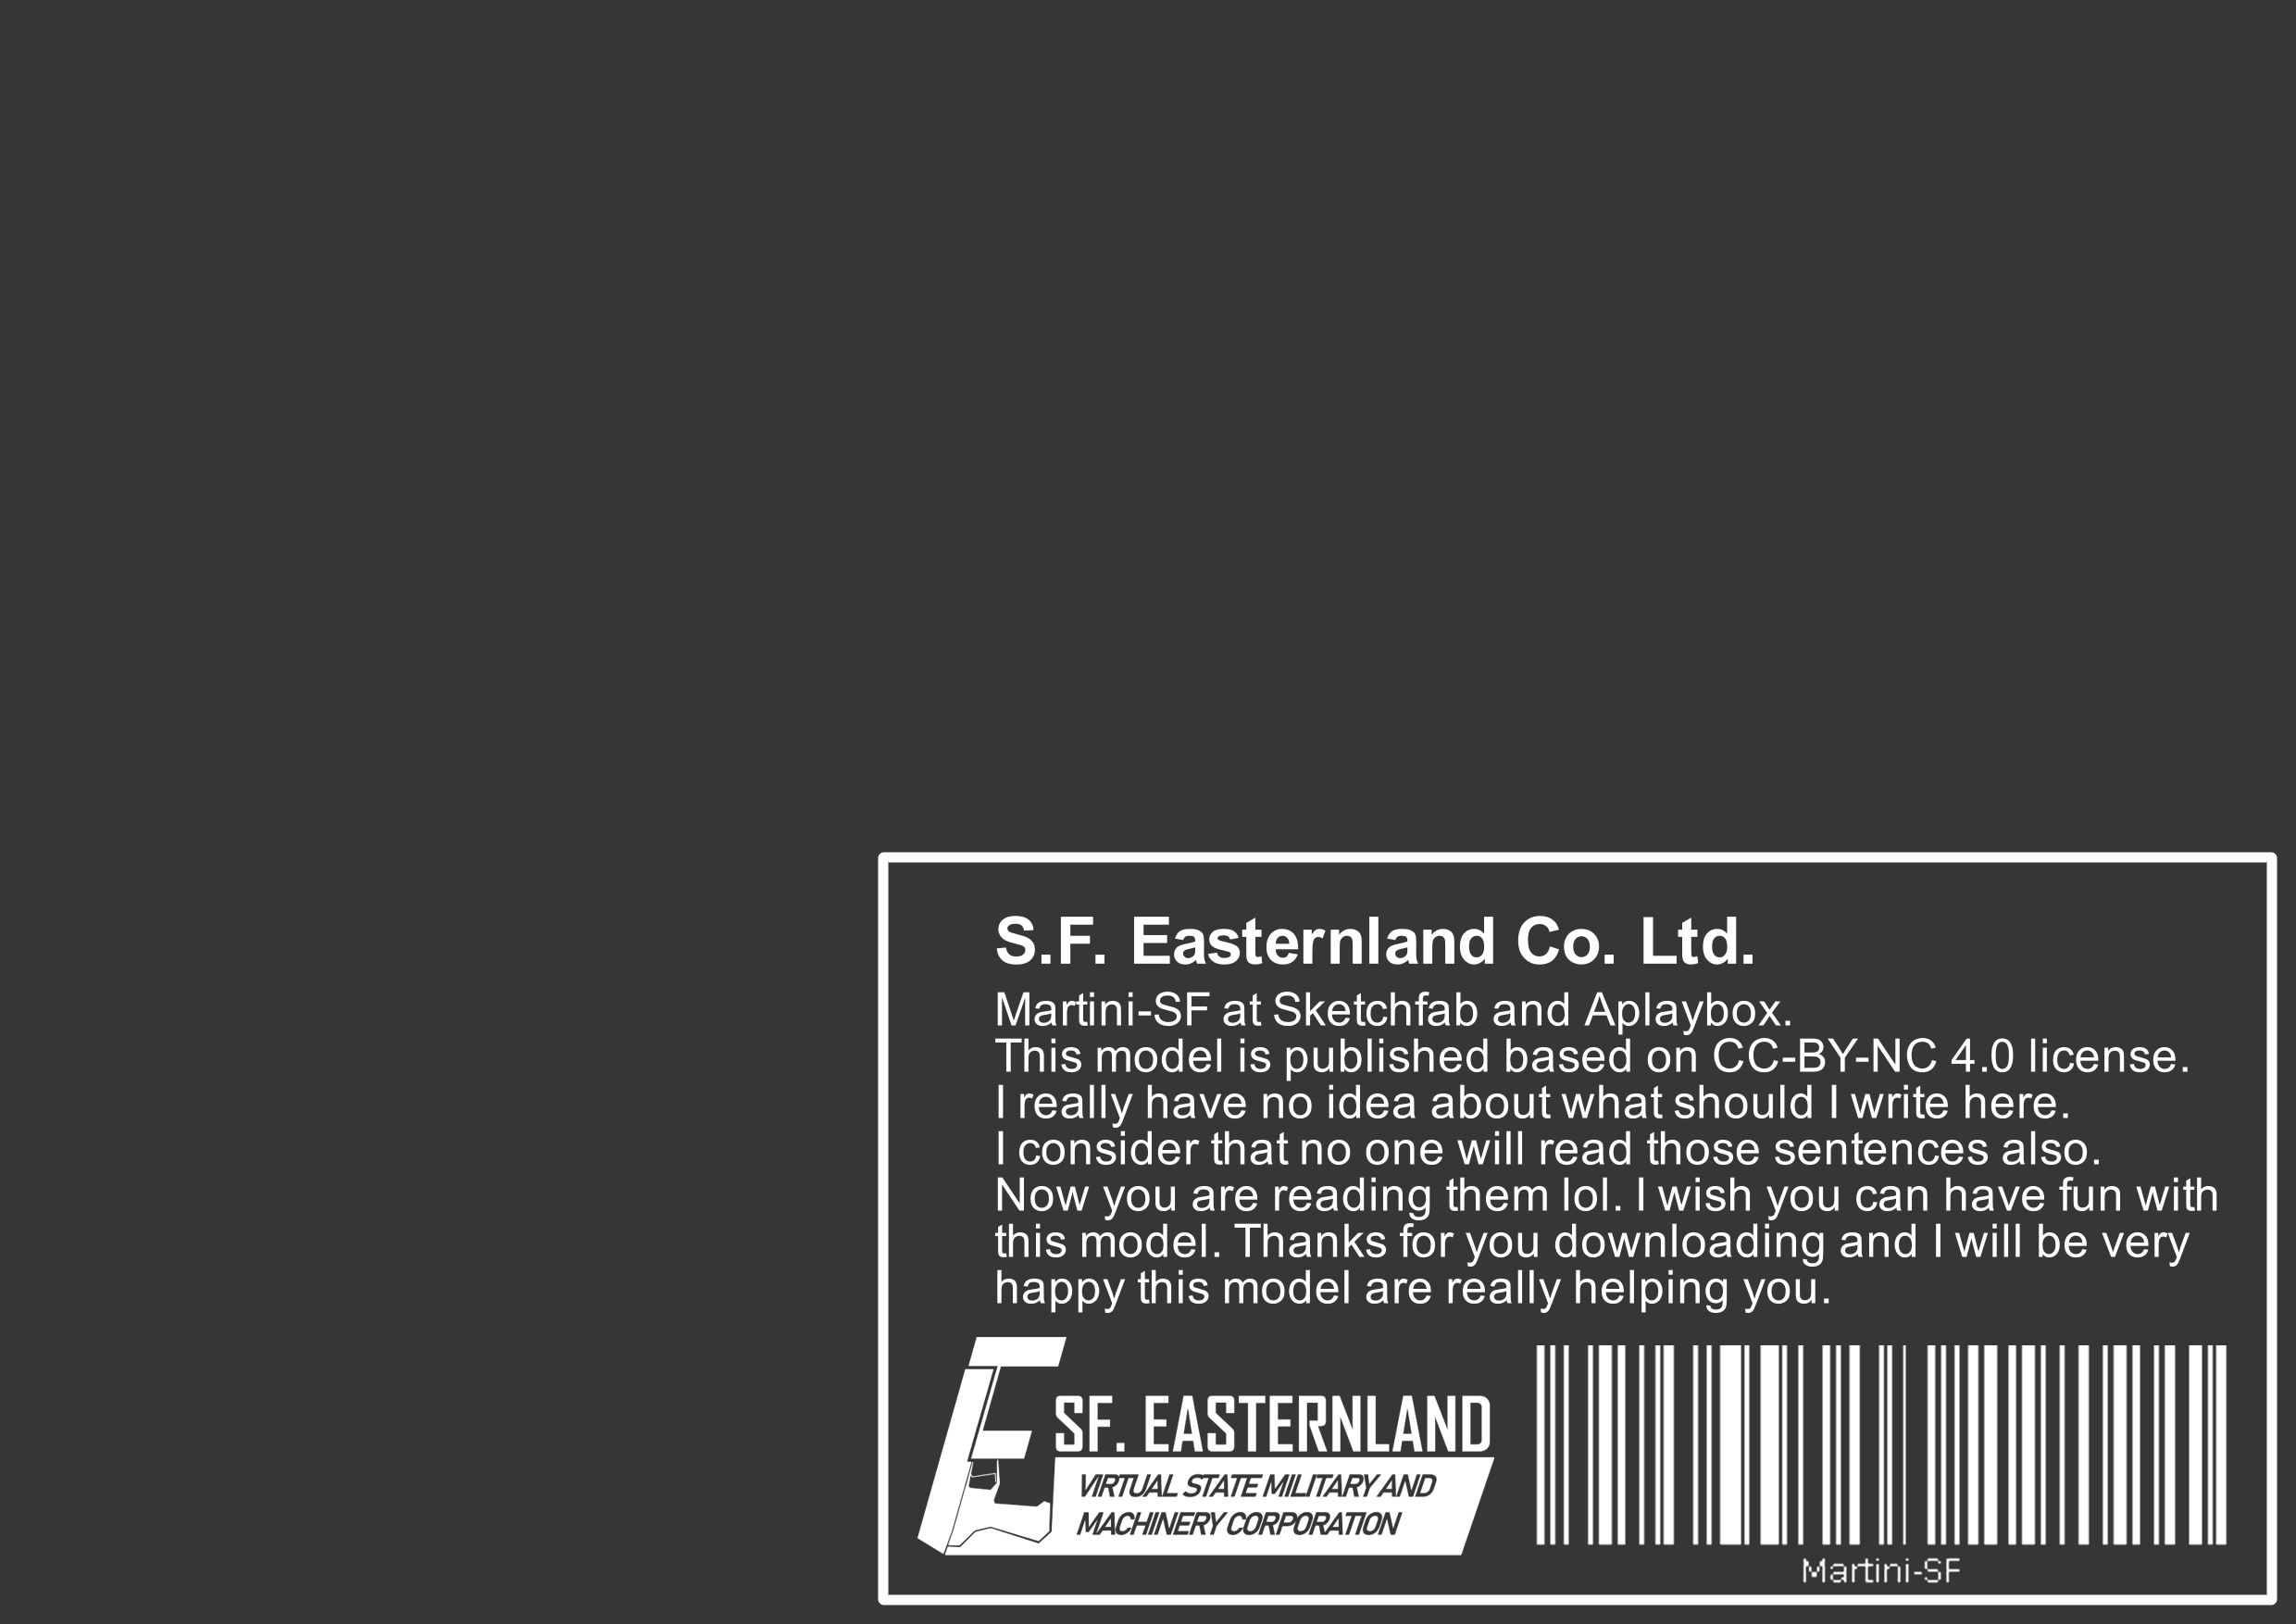 S.F. Easternland Co. Ltd.
Martini-SF at Sketchfab and Aplaybox.
This model is published based on CC-BY-NC 4.0 license.
I really have no idea about what should I write here.
I consider that no one will read those sentences also.
Now you are reading them lol. I wish you can have fun with
this model. Thanks for you downloading and I will be very
happy this model are really helping you.
SF. EASTERNLAND
MUTUAL STATEMILITARY AND
MACHINERY CORPORATION
Martini-SF